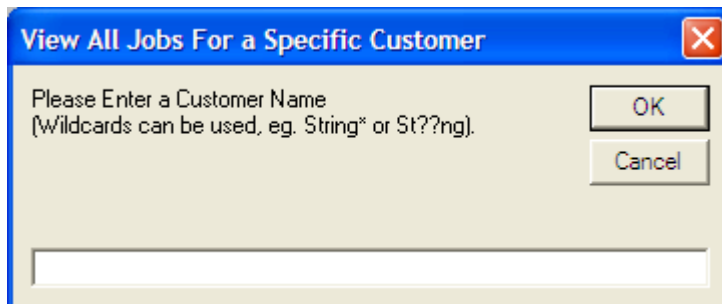 View All Jobs For a Specific Customer
Please Enter a Customer Name
(Wildcards can be used, eg. String* or St??ng).
OK
Cancel